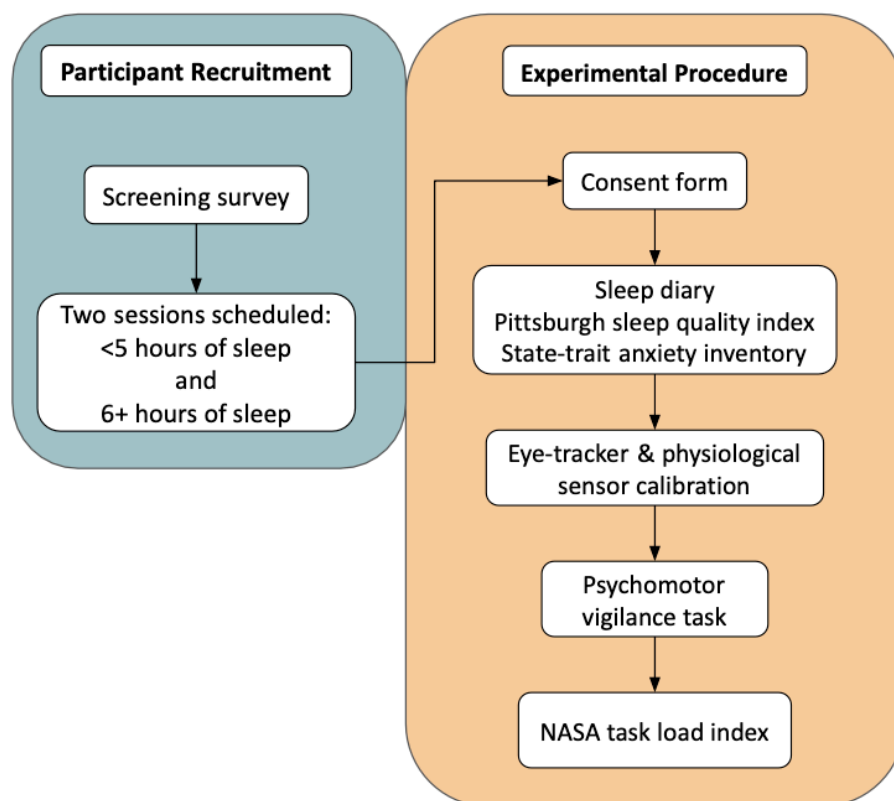 Participant Recruitment
Screening survey
Two sessions scheduled:
<5 hours of sleep
and
6+ hours of sleep
Experimental Procedure
Consent form
Sleep diary
Pittsburgh sleep quality index
State-trait anxiety inventory
Eye-tracker & physiological
sensor calibration
Psychomotor
vigilance task
NASA task load index